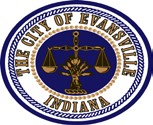 THE CITY OF EVANSVILLE
INDIANA